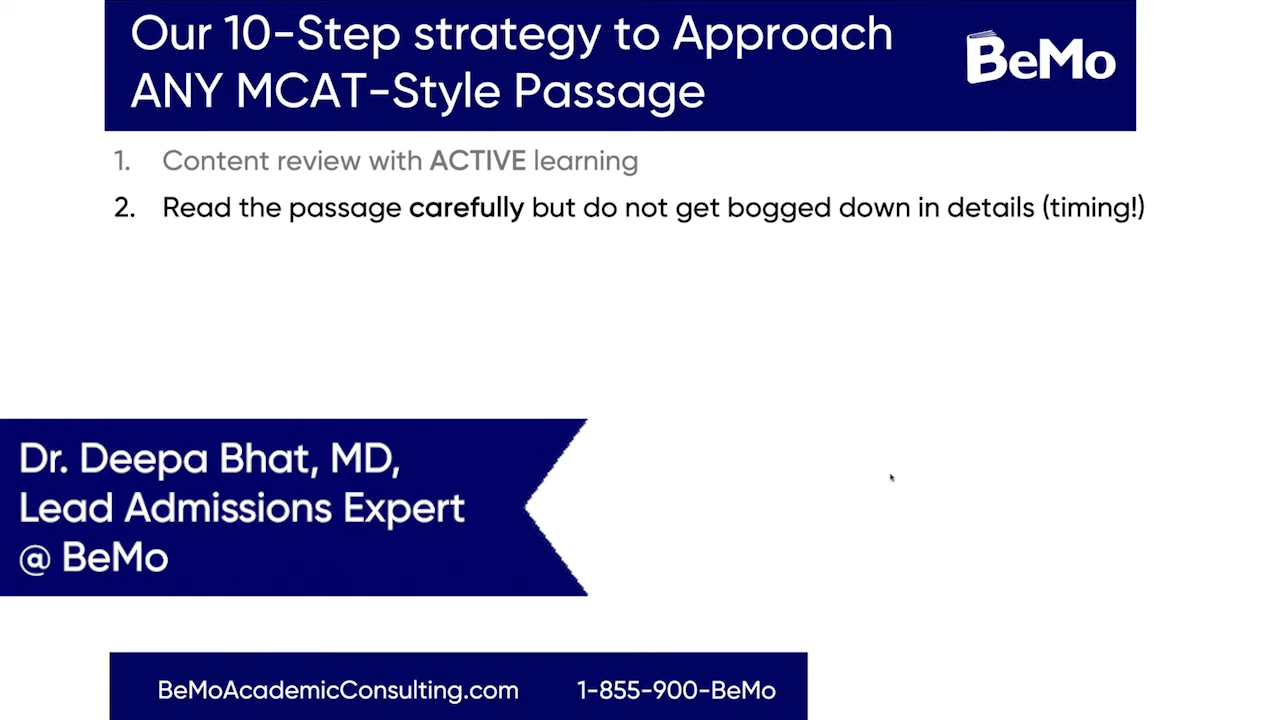 Our 10-Step strategy to Approach
ANY MCAT-Style Passage
BeMo
1. Content review with ACTIVE learning
2. Read the passage carefully but do not get bogged down in details (timing!)
Dr. Deepa Bhat, MD,
Lead Admissions Expert
@ BeMo
BeMoAcademicConsulting.com 1-855-900-BeMo